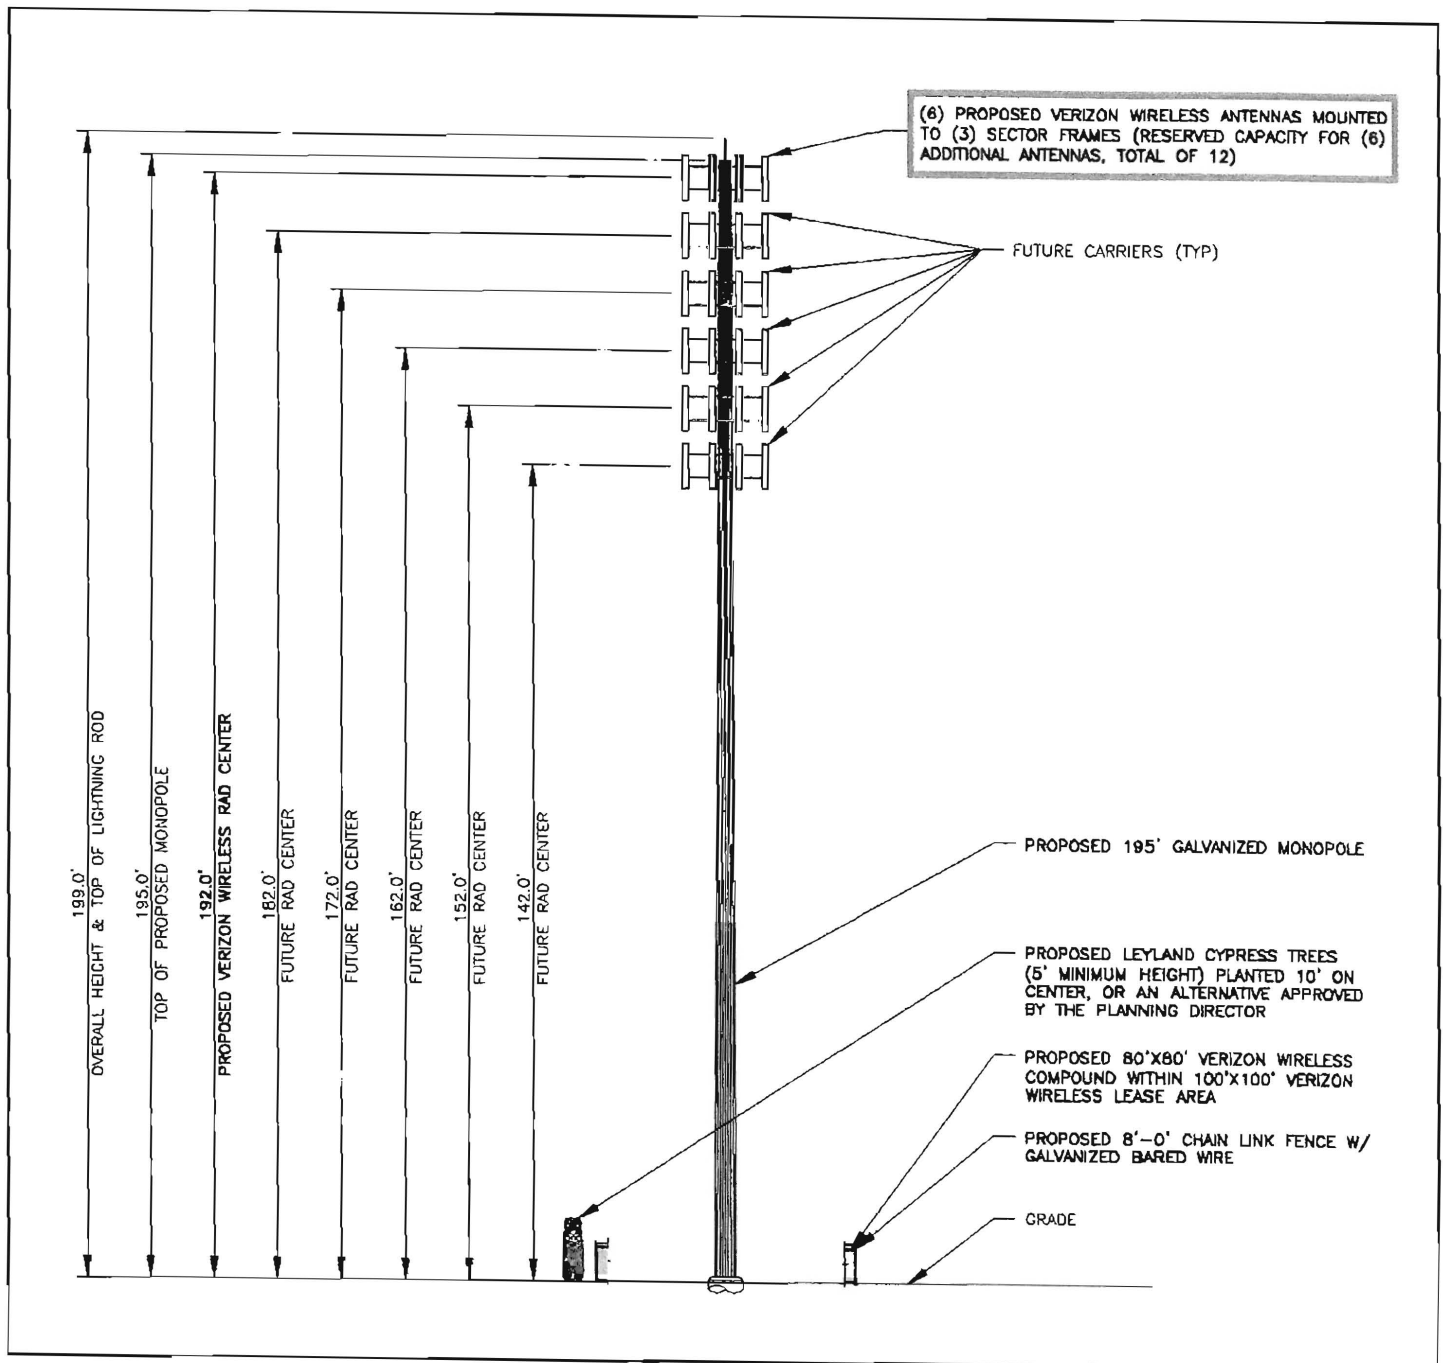 (6) PROPOSED VERIZON WIRELESS ANTENNAS MOUNTED
TO (3) SECTOR FRAMES (RESERVED CAPACITY FOR (6)
ADDITIONAL ANTENNAS, TOTAL OF 12)
FUTURE CARRIERS (TYP)
199.0'
OVERALL HEIGHT & TOP OF LIGHTNING ROD
195.0'
TOP OF PROPOSED MONOPOLE
192.0'
PROPOSED VERIZON WIRELESS RAD CENTER
182.0'
FUTURE RAD CENTER
172.0'
FUTURE RAD CENTER
162.0'
FUTURE RAD CENTER
152.0'
FUTURE RAD CENTER
142.0'
FUTURE RAD CENTER
PROPOSED 195' GALVANIZED MONOPOLE
PROPOSED LEYLAND CYPRESS TREES
(5' MINIMUM HEIGHT) PLANTED 10' ON
CENTER, OR AN ALTERNATIVE APPROVED
BY THE PLANNING DIRECTOR
PROPOSED 80'X80' VERIZON WIRELESS
COMPOUND WITHIN 100'X100' VERIZON
WIRELESS LEASE AREA
PROPOSED 8'-0' CHAIN LINK FENCE W/
GALVANIZED BARED WIRE
GRADE